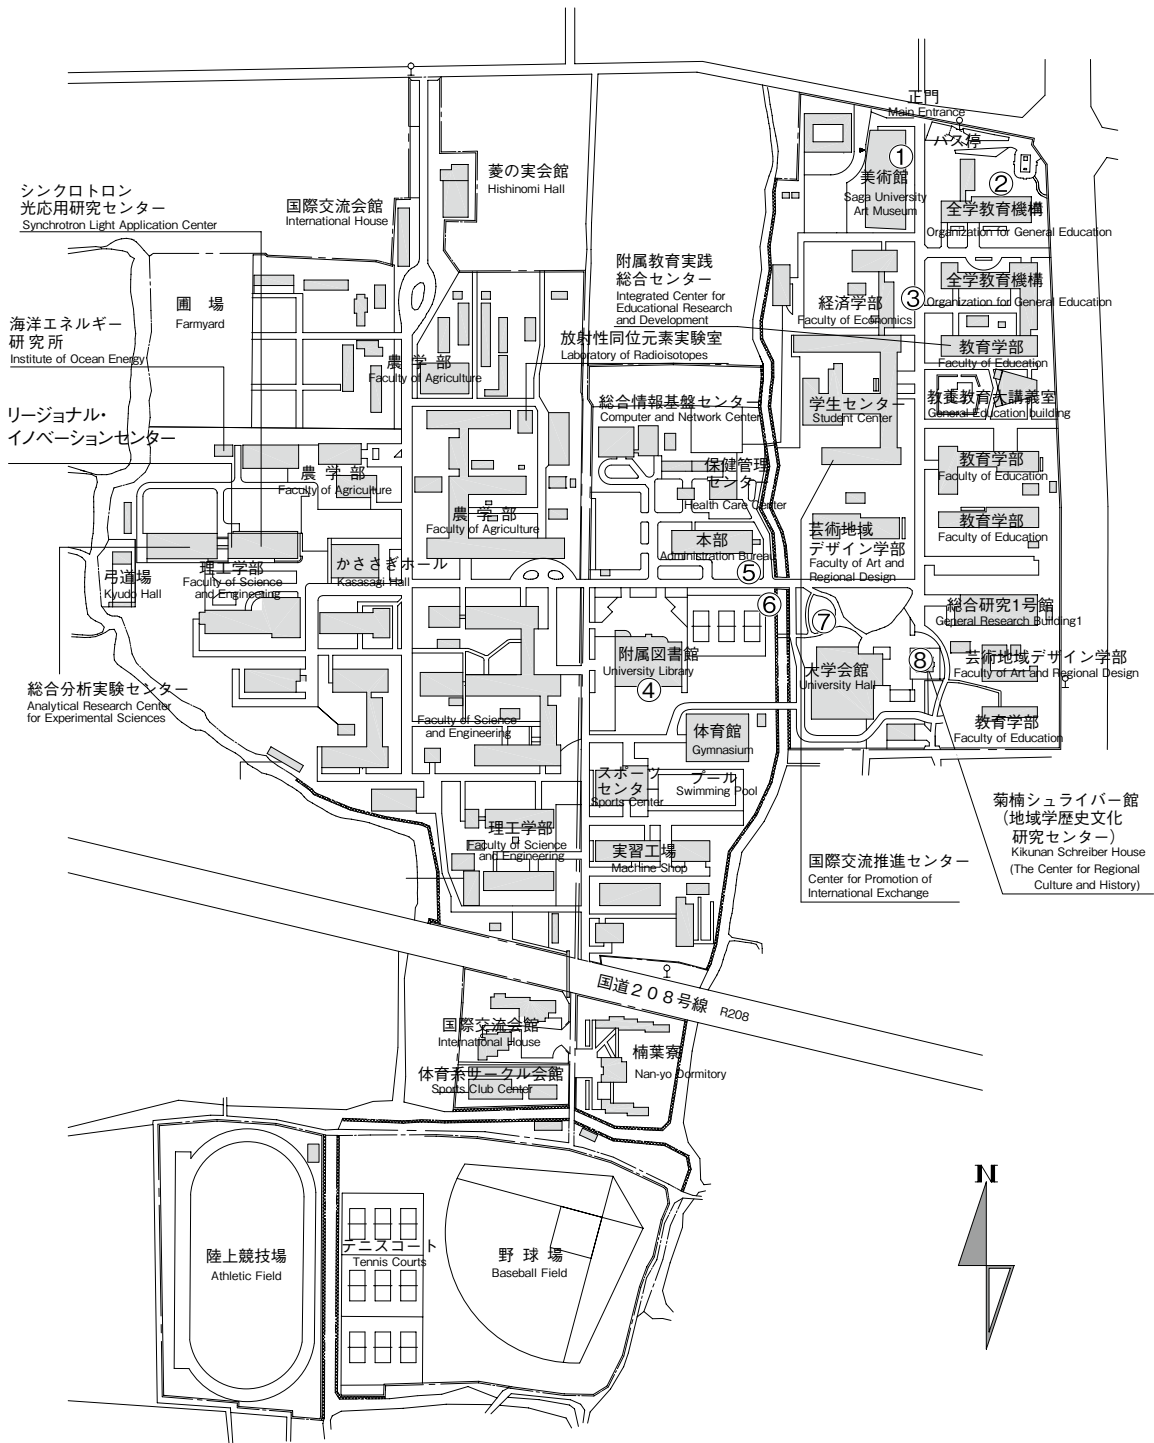 正門
Main Entrance
バス停
①
美術館
Saga University
Art Museum
②
全学教育機構
Organization for General Education
菱の実会館
Hishinomi Hall
シンクロトロン
光応用研究センター
Synchrotron Light Application Center
国際交流会館
International House
附属教育実践
総合センター
Integrated Center for
Educational Research
and Development
全学教育機構
Organization for General Education
③
経済学部
Faculty of Economics
圃 場
Farmyard
海洋エネルギー
研究所
Institute of Ocean Energy
放射性同位元素実験室
Laboratory of Radioisotopes
教育学部
Faculty of Education
農 学 部
Faculty of Agriculture
教養教育大講義室
General Education building
総合情報基盤センター
Computer and Network Center
学生センター
Student Center
リージョナル・
イノベーションセンター
農 学 部
Faculty of Agriculture
保健管理
センター
Health Care Center
教育学部
Faculty of Education
農 学 部
Faculty of Agriculture
本部
Administration Bureau
芸術地域
デザイン学部
Faculty of Art and
Regional Design
教育学部
Faculty of Education
弓道場
Kyudo Hall
理工学部
Faculty of Science
and Engineering
かささぎホール
Kasasagi Hall
⑤
⑥
⑦
総合研究1号館
General Research Building1
附属図書館
University Library
④
大学会館
University Hall
⑧
芸術地域デザイン学部
Faculty of Art and Regional Design
総合分析実験センター
Analytical Research Center
for Experimental Sciences
Faculty of Science
and Engineering
体育館
Gymnasium
教育学部
Faculty of Education
スポーツ
センター
Sports Center
プール
Swimming Pool
菊楠シュライバー館
（地域学歴史文化
研究センター）
Kikunan Schreiber House
(The Center for Regional
Culture and History)
理工学部
Faculty of Science
and Engineering
実習工場
Machine Shop
国際交流推進センター
Center for Promotion of
International Exchange
国道２０８号線 R208
国際交流会館
International House
楠葉寮
Nan-yo Dormitory
体育系サークル会館
Sports Club Center
N
陸上競技場
Athletic Field
テニスコート
Tennis Courts
野 球 場
Baseball Field